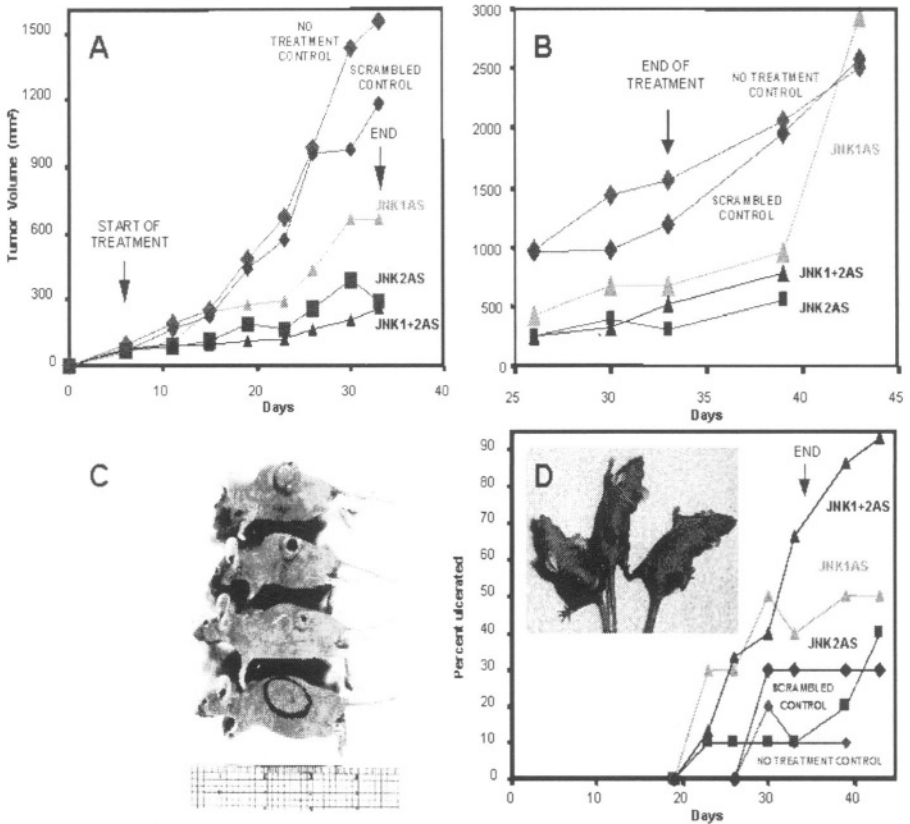 A
Tumor Volume (mm³)
1500
1200
900
600
300
0
0
10
20
30
40
Days
NO
TREATMENT
CONTROL
SCRAMBLED
CONTROL
END
START OF
TREATMENT
JNK1AS
JNK2AS
JNK1+2AS
B
3000
2500
2000
1500
1000
500
0
25
30
35
40
45
Days
END OF
TREATMENT
NO TREATMENT
CONTROL
JNK1AS
SCRAMBLED
CONTROL
JNK1+2AS
JNK2AS
C
D
Percent ulcerated
90
80
70
60
50
40
30
20
10
0
0
10
20
30
40
Days
END
JNK1+2AS
JNK1AS
JNK2AS
SCRAMBLED
CONTROL
NO TREATMENT CONTROL